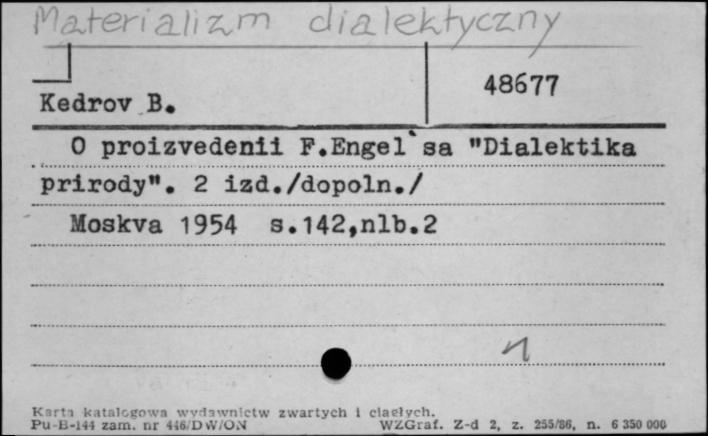 Materializm dialektyczny
48677
Kedrov B.
O proizvedenii F.Engel`sa "Dialektika
prirody". 2 izd./dopoln./
Moskva 1954 s.142,nlb.2
1
Karta katalogowa wydawnictw zwartych i ciągłych.
Pu-B-144 zam. nr 446/DW/ON WZGraf. Z-d 2, z. 255/86, n. 6 350 000